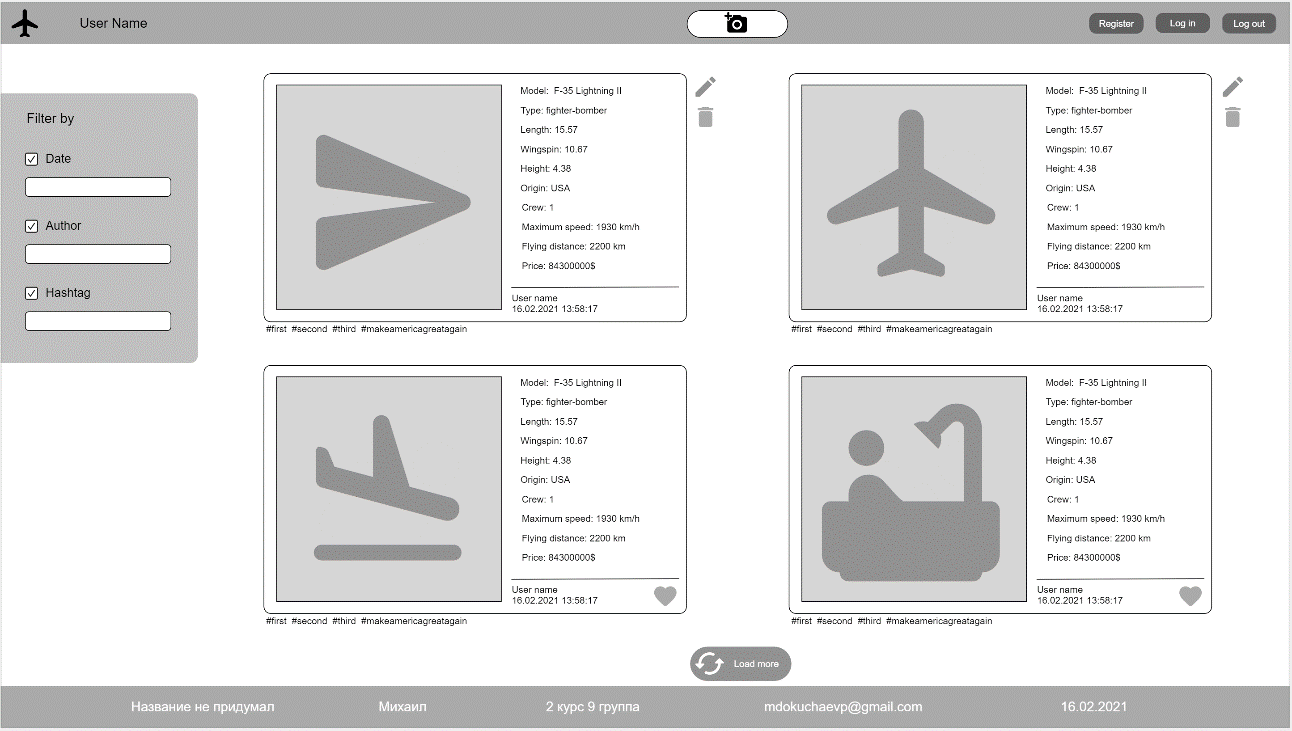 User Name
Register
Log in
Log out
Filter by
Date
Author
Hashtag
Model: F-35 Lightning II
Type: fighter-bomber
Length: 15.57
Wingspin: 10.67
Height: 4.38
Origin: USA
Crew: 1
Maximum speed: 1930 km/h
Flying distance: 2200 km
Price: 84300000$
User name
16.02.2021 13:58:17
#first #second #third #makeamericagreatagain
Model: F-35 Lightning II
Type: fighter-bomber
Length: 15.57
Wingspin: 10.67
Height: 4.38
Origin: USA
Crew: 1
Maximum speed: 1930 km/h
Flying distance: 2200 km
Price: 84300000$
User name
16.02.2021 13:58:17
#first #second #third #makeamericagreatagain
Model: F-35 Lightning II
Type: fighter-bomber
Length: 15.57
Wingspin: 10.67
Height: 4.38
Origin: USA
Crew: 1
Maximum speed: 1930 km/h
Flying distance: 2200 km
Price: 84300000$
User name
16.02.2021 13:58:17
#first #second #third #makeamericagreatagain
Model: F-35 Lightning II
Type: fighter-bomber
Length: 15.57
Wingspin: 10.67
Height: 4.38
Origin: USA
Crew: 1
Maximum speed: 1930 km/h
Flying distance: 2200 km
Price: 84300000$
User name
16.02.2021 13:58:17
#first #second #third #makeamericagreatagain
Load more
Название не придумал
Михаил
2 курс 9 группа
mdokuchaevp@gmail.com
16.02.2021